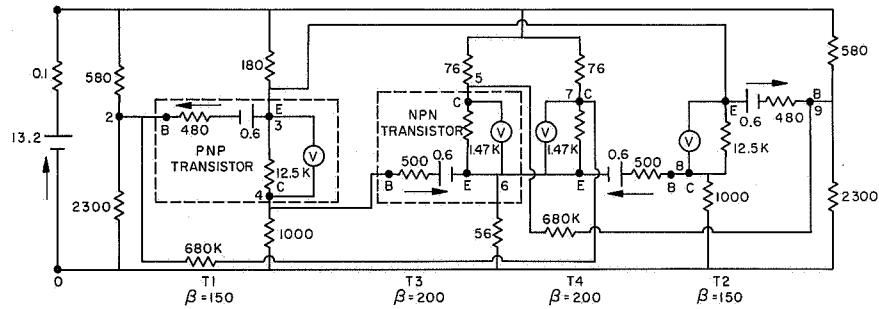 0.1
13.2
0
580
2
2300
180
B
480
0.6
E
3
PNP
TRANSISTOR
V
12.5K
C
4
1000
680K
T1
β=150
76
5
NPN
TRANSISTOR
C
V
1.47K
B
500
0.6
E
6
56
T3
β=200
76
7
C
V
1.47K
E
0.6
500
B
8
C
680K
T4
β=200
V
E
0.6
480
B
9
12.5K
1000
T2
β=150
580
2300